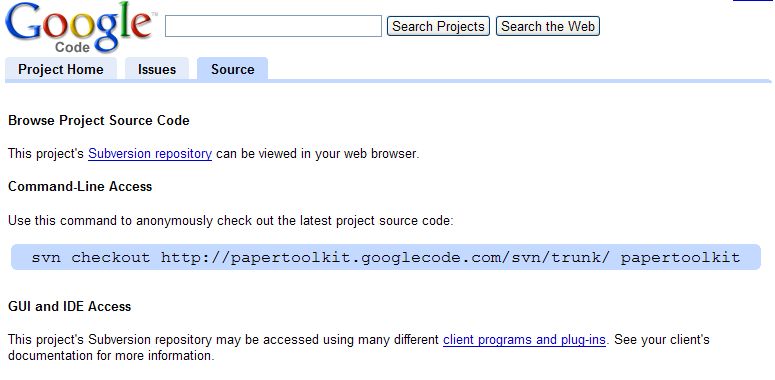 Google™
Code
Search Projects
Search the Web
Project Home
Issues
Source
Browse Project Source Code
This project's Subversion repository can be viewed in your web browser.
Command-Line Access
Use this command to anonymously check out the latest project source code:
svn checkout http://papertoolkit.googlecode.com/svn/trunk/ papertoolkit
GUI and IDE Access
This project's Subversion repository may be accessed using many different client programs and plug-ins. See your client's
documentation for more information.